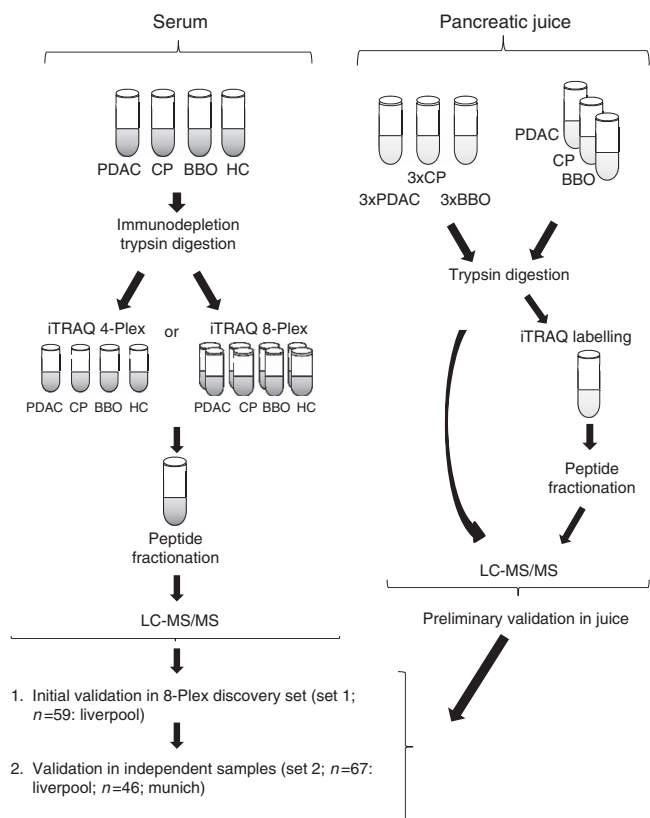 Serum
PDAC CP BBO HC
Immunodepletion
trypsin digestion
iTRAQ 4-Plex or iTRAQ 8-Plex
PDAC CP BBO HC
PDAC CP BBO HC
Peptide
fractionation
LC-MS/MS
1. Initial validation in 8-Plex discovery set (set 1;
n=59: liverpool)
2. Validation in independent samples (set 2; n=67:
liverpool; n=46; munich)
Pancreatic juice
3xCP
3xPDAC 3xBBO
PDAC
CP
BBO
Trypsin digestion
iTRAQ labelling
Peptide
fractionation
LC-MS/MS
Preliminary validation in juice